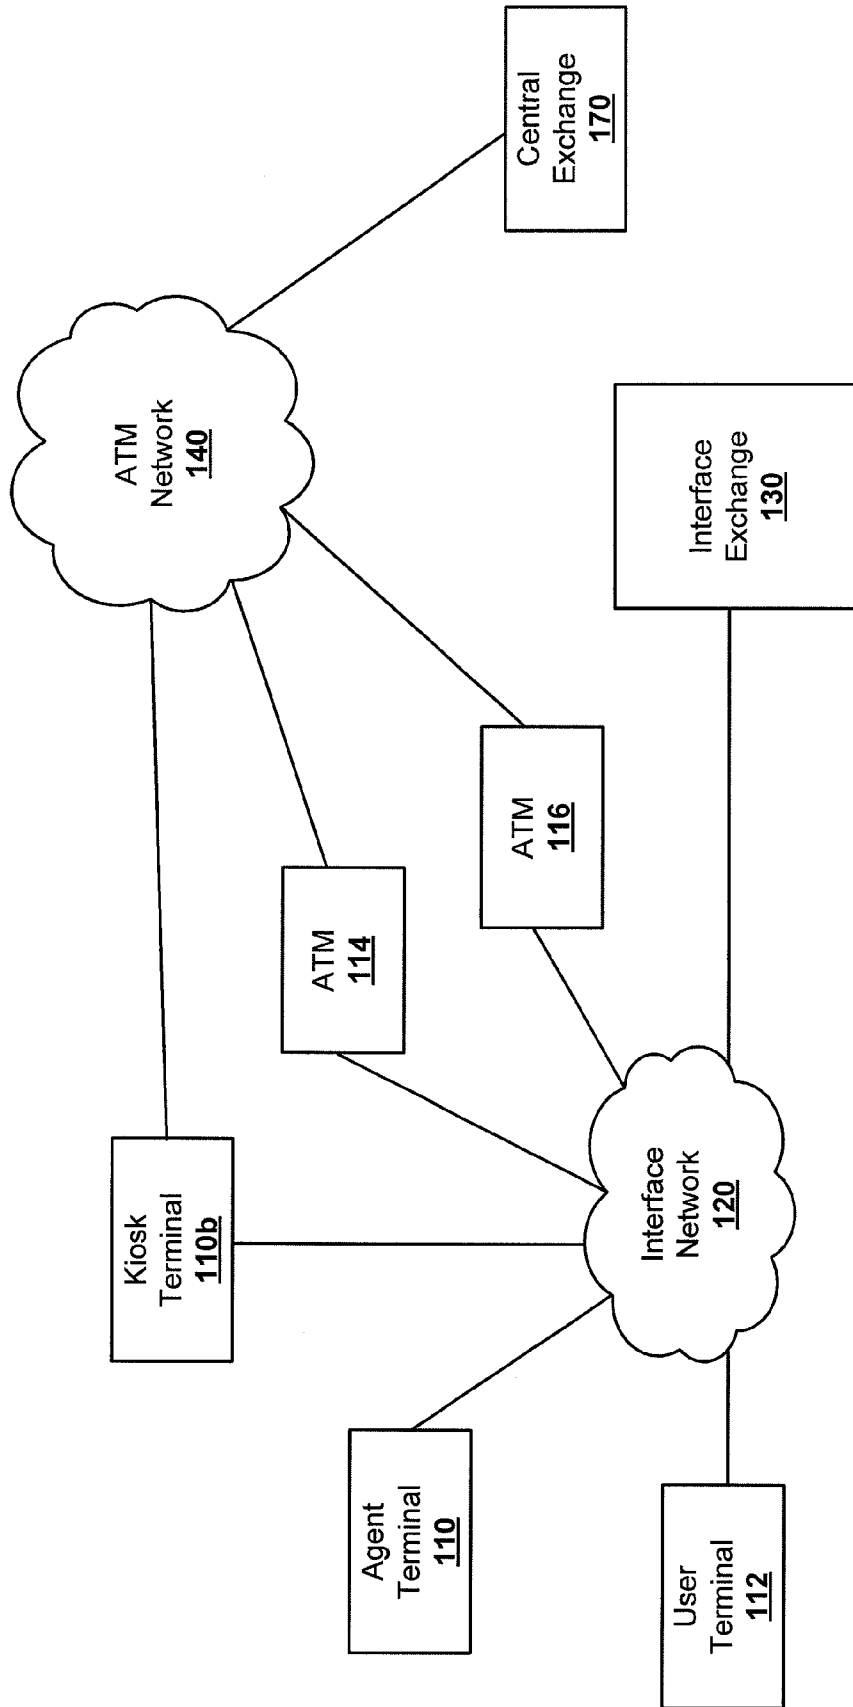 ATM
Network
140
Central
Exchange
170
Kiosk
Terminal
110b
ATM
114
ATM
116
Interface
Exchange
130
Agent
Terminal
110
Interface
Network
120
User
Terminal
112